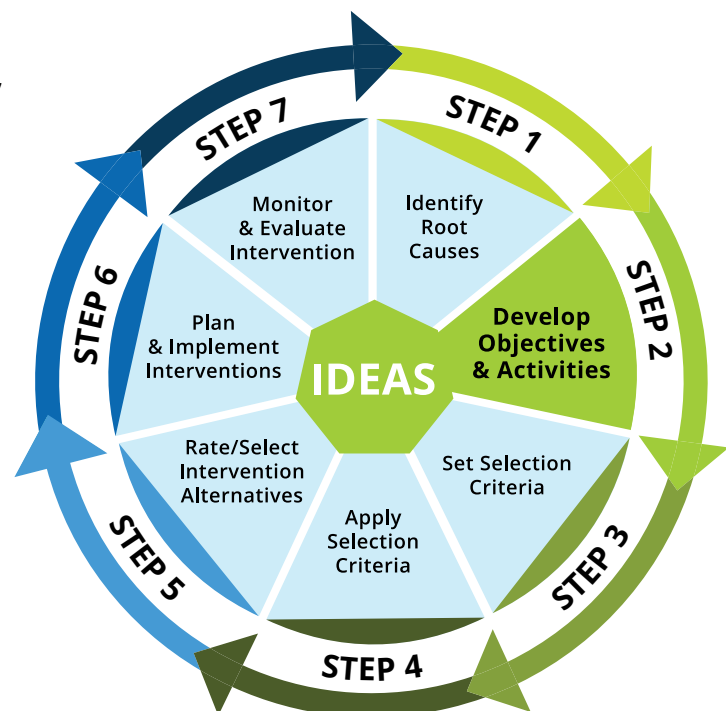 STEP 1
Identify
Root
Causes
STEP 2
Develop
Objectives
& Activities
STEP 3
Set Selection
Criteria
STEP 4
Apply
Selection
Criteria
STEP 5
Rate/Select
Intervention
Alternatives
STEP 6
Plan
& Implement
Interventions
STEP 7
Monitor
& Evaluate
Intervention
IDEAS